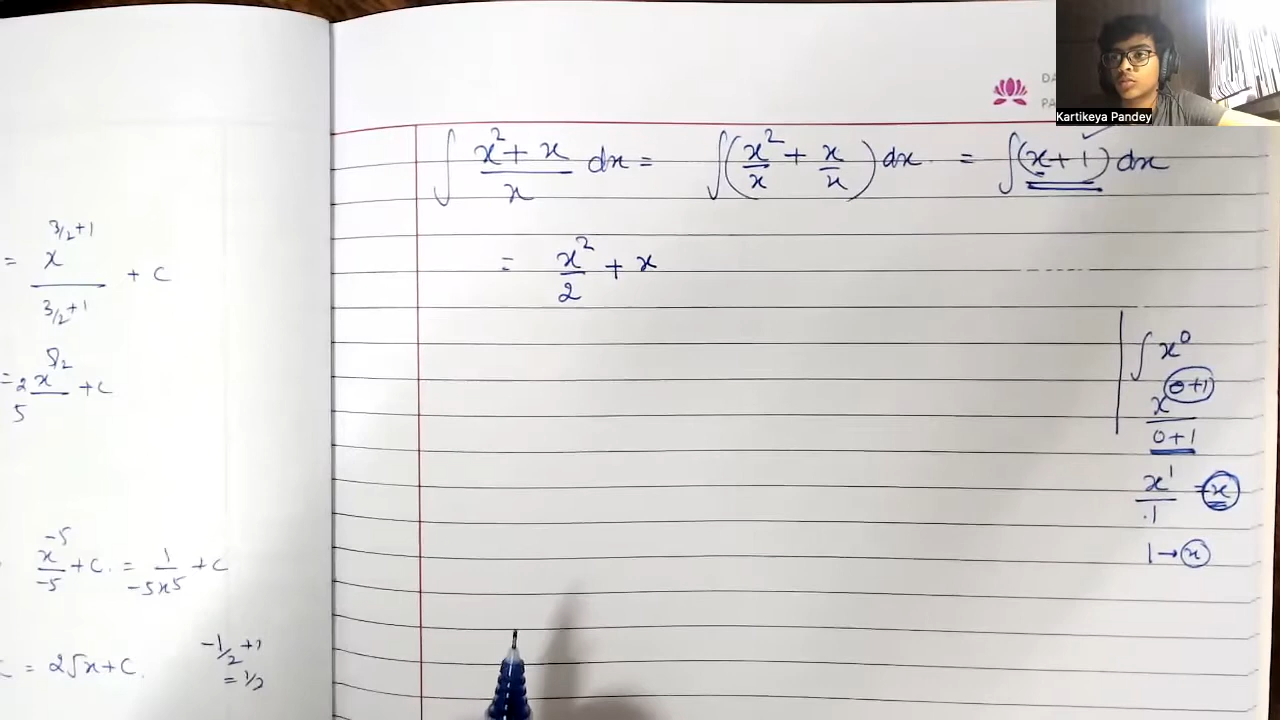 DA
PA
Kartikeya Pandey
∫ (x² + x)/x dx = ∫(x²/x + x/x) dx. = ∫(x + 1) dx
= x²/2 + x
= x^(3/2+1)/(3/2+1) + c
= 2x^(5/2)/5 + c
x^-5/-5 + c. = 1/-5x⁵ + c
c = 2√x + c.
-1/2 + 1
= 1/2
∫ x⁰
x^(0+1)/(0+1)
x¹/1 = x
1 → x